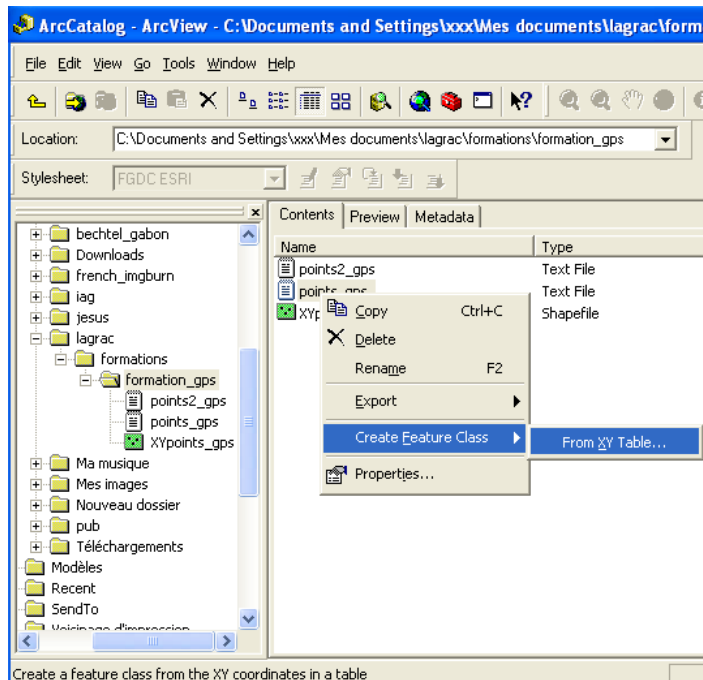 ArcCatalog - ArcView - C:\Documents and Settings\xxx\Mes documents\lagrac\form
File Edit View Go Tools Window Help
Location: C:\Documents and Settings\xxx\Mes documents\lagrac\formations\formation_gps
Stylesheet: FGDC ESRI
Contents Preview Metadata
Name Type
points2_gps Text File
points_gps Text File
XYp Shapefile
Copy Ctrl+C
Delete
Rename F2
Export
Create Feature Class
From XY Table...
Properties...
bechtel_gabon
Downloads
french_imgburn
iag
jesus
lagrac
formations
formation_gps
points2_gps
points_gps
XYpoints_gps
Ma musique
Mes images
Nouveau dossier
pub
Téléchargements
Modèles
Recent
SendTo
Voisinage d'impression
Create a feature class from the XY coordinates in a table